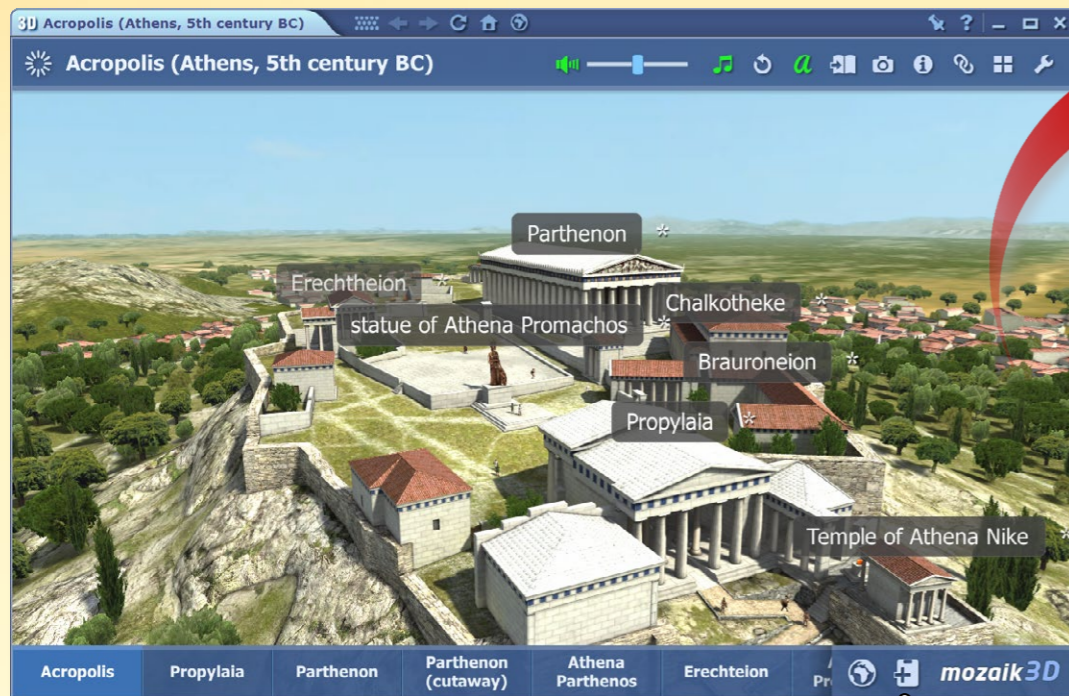 3D Acropolis (Athens, 5th century BC)
Acropolis (Athens, 5th century BC)
Parthenon
Erechtheion
Chalkotheke
statue of Athena Promachos
Brauroneion
Propylaia
Temple of Athena Nike
Acropolis
Propylaia
Parthenon
Parthenon
(cutaway)
Athena
Parthenos
Erechteion
mozaik3D